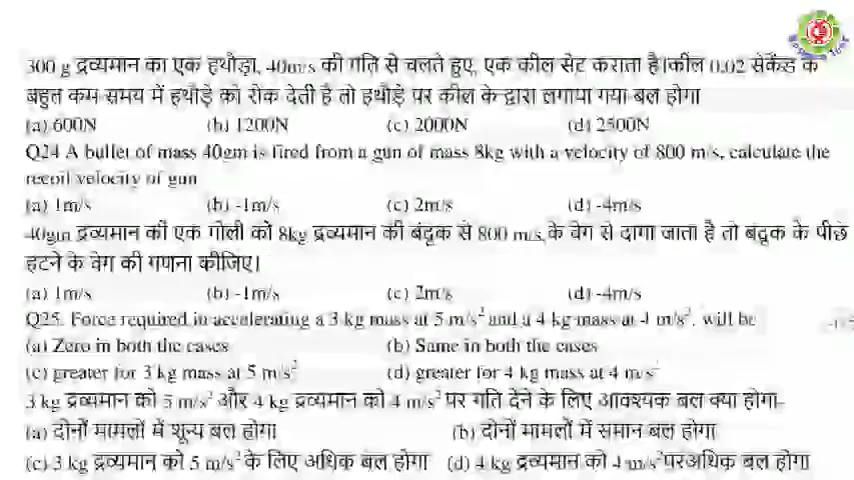 300 g द्रव्यमान का एक हथौड़ा, 40m/s की गति से चलते हुए, एक कील सेट कराता है।कील 0.02 सेकेंड के
बहुत कम समय में हथौड़े को रोक देती है तो हथौड़े पर कील के द्वारा लगाया गया बल होगा
(a) 600N (b) 1200N (c) 2000N (d) 2500N
Q24 A bullet of mass 40gm is fired from a gun of mass 8kg with a velocity of 800 m/s, calculate the
recoil velocity of gun
(a) 1m/s (b) -1m/s (c) 2m/s (d) -4m/s
40gm द्रव्यमान की एक गोली को 8kg द्रव्यमान की बंदूक से 800 m/s, के वेग से दागा जाता है तो बंदूक के पीछे
हटने के वेग की गणना कीजिए।
(a) 1m/s (b) -1m/s (c) 2m/s (d) -4m/s
Q25. Force required in accelerating a 3 kg mass at 5 m/s² and a 4 kg mass at 4 m/s², will be
(a) Zero in both the cases (b) Same in both the cases
(c) greater for 3 kg mass at 5 m/s² (d) greater for 4 kg mass at 4 m/s²
3 kg द्रव्यमान को 5 m/s² और 4 kg द्रव्यमान को 4 m/s² पर गति देने के लिए आवश्यक बल क्या होगा-
(a) दोनों मामलों में शून्य बल होगा (b) दोनों मामलों में समान बल होगा
(c) 3 kg द्रव्यमान को 5 m/s² के लिए अधिक बल होगा (d) 4 kg द्रव्यमान को 4 m/s²परअधिक बल होगा